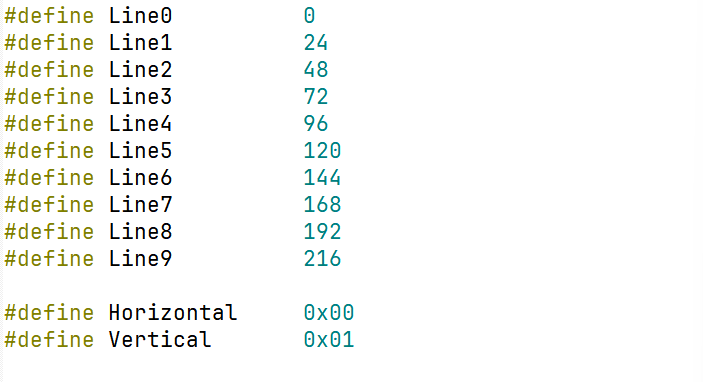 #define Line0 0
#define Line1 24
#define Line2 48
#define Line3 72
#define Line4 96
#define Line5 120
#define Line6 144
#define Line7 168
#define Line8 192
#define Line9 216
#define Horizontal 0x00
#define Vertical 0x01